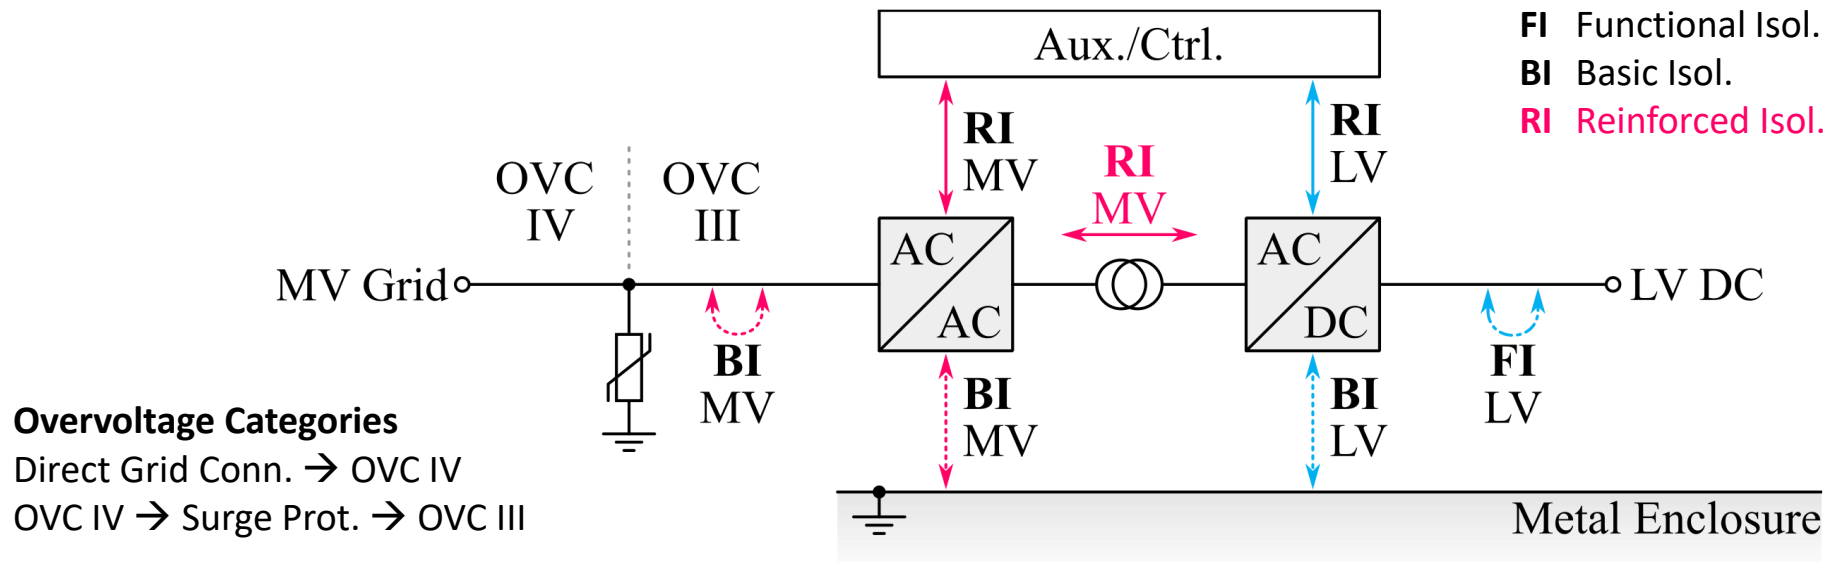 Aux./Ctrl.
FI Functional Isol.
BI Basic Isol.
RI Reinforced Isol.
RI
MV
RI
LV
RI
MV
OVC
IV
OVC
III
AC
AC
AC
DC
MV Grid
LV DC
BI
MV
BI
MV
BI
LV
FI
LV
Overvoltage Categories
Direct Grid Conn. → OVC IV
OVC IV → Surge Prot. → OVC III
Metal Enclosure